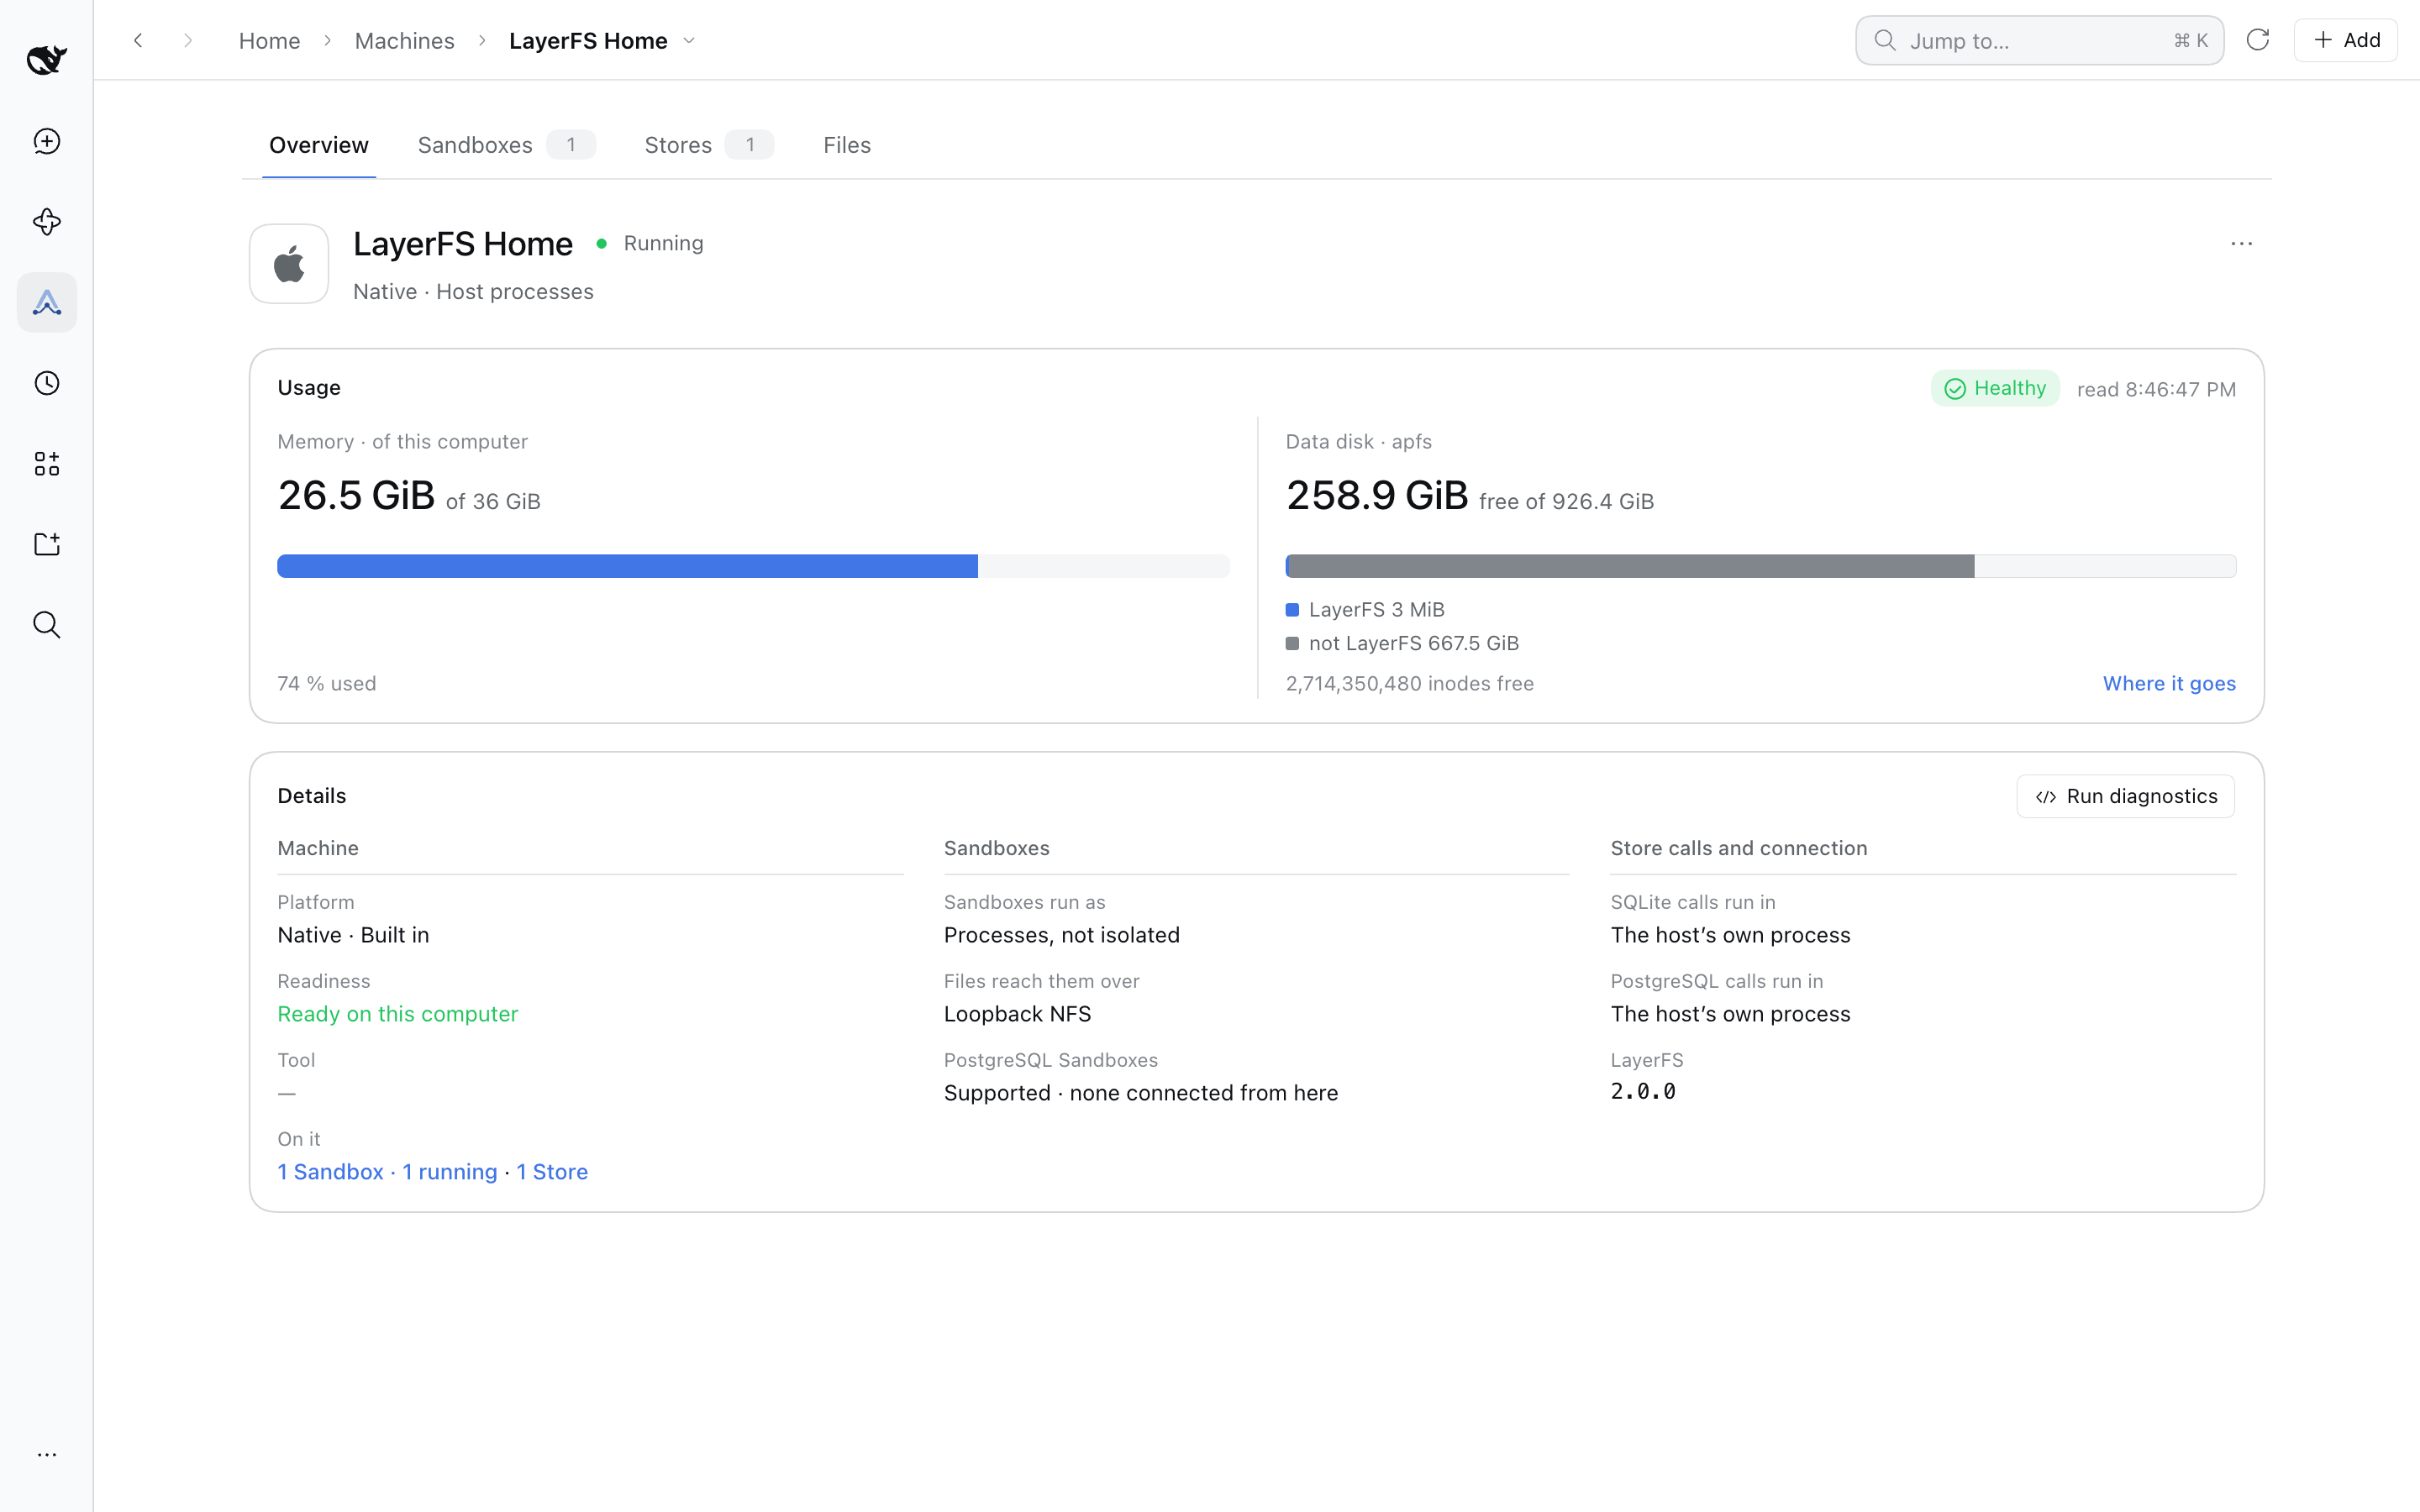 Home > Machines > LayerFS Home
Jump to... ⌘ K
+ Add
Overview Sandboxes 1 Stores 1 Files
LayerFS Home • Running
Native · Host processes
Usage
Healthy read 8:46:47 PM
Memory · of this computer
26.5 GiB of 36 GiB
74 % used
Data disk · apfs
258.9 GiB free of 926.4 GiB
LayerFS 3 MiB
not LayerFS 667.5 GiB
2,714,350,480 inodes free
Where it goes
Details
</> Run diagnostics
Machine
Platform
Native · Built in
Readiness
Ready on this computer
Tool
—
On it
1 Sandbox · 1 running · 1 Store
Sandboxes
Sandboxes run as
Processes, not isolated
Files reach them over
Loopback NFS
PostgreSQL Sandboxes
Supported · none connected from here
Store calls and connection
SQLite calls run in
The host’s own process
PostgreSQL calls run in
The host’s own process
LayerFS
2.0.0